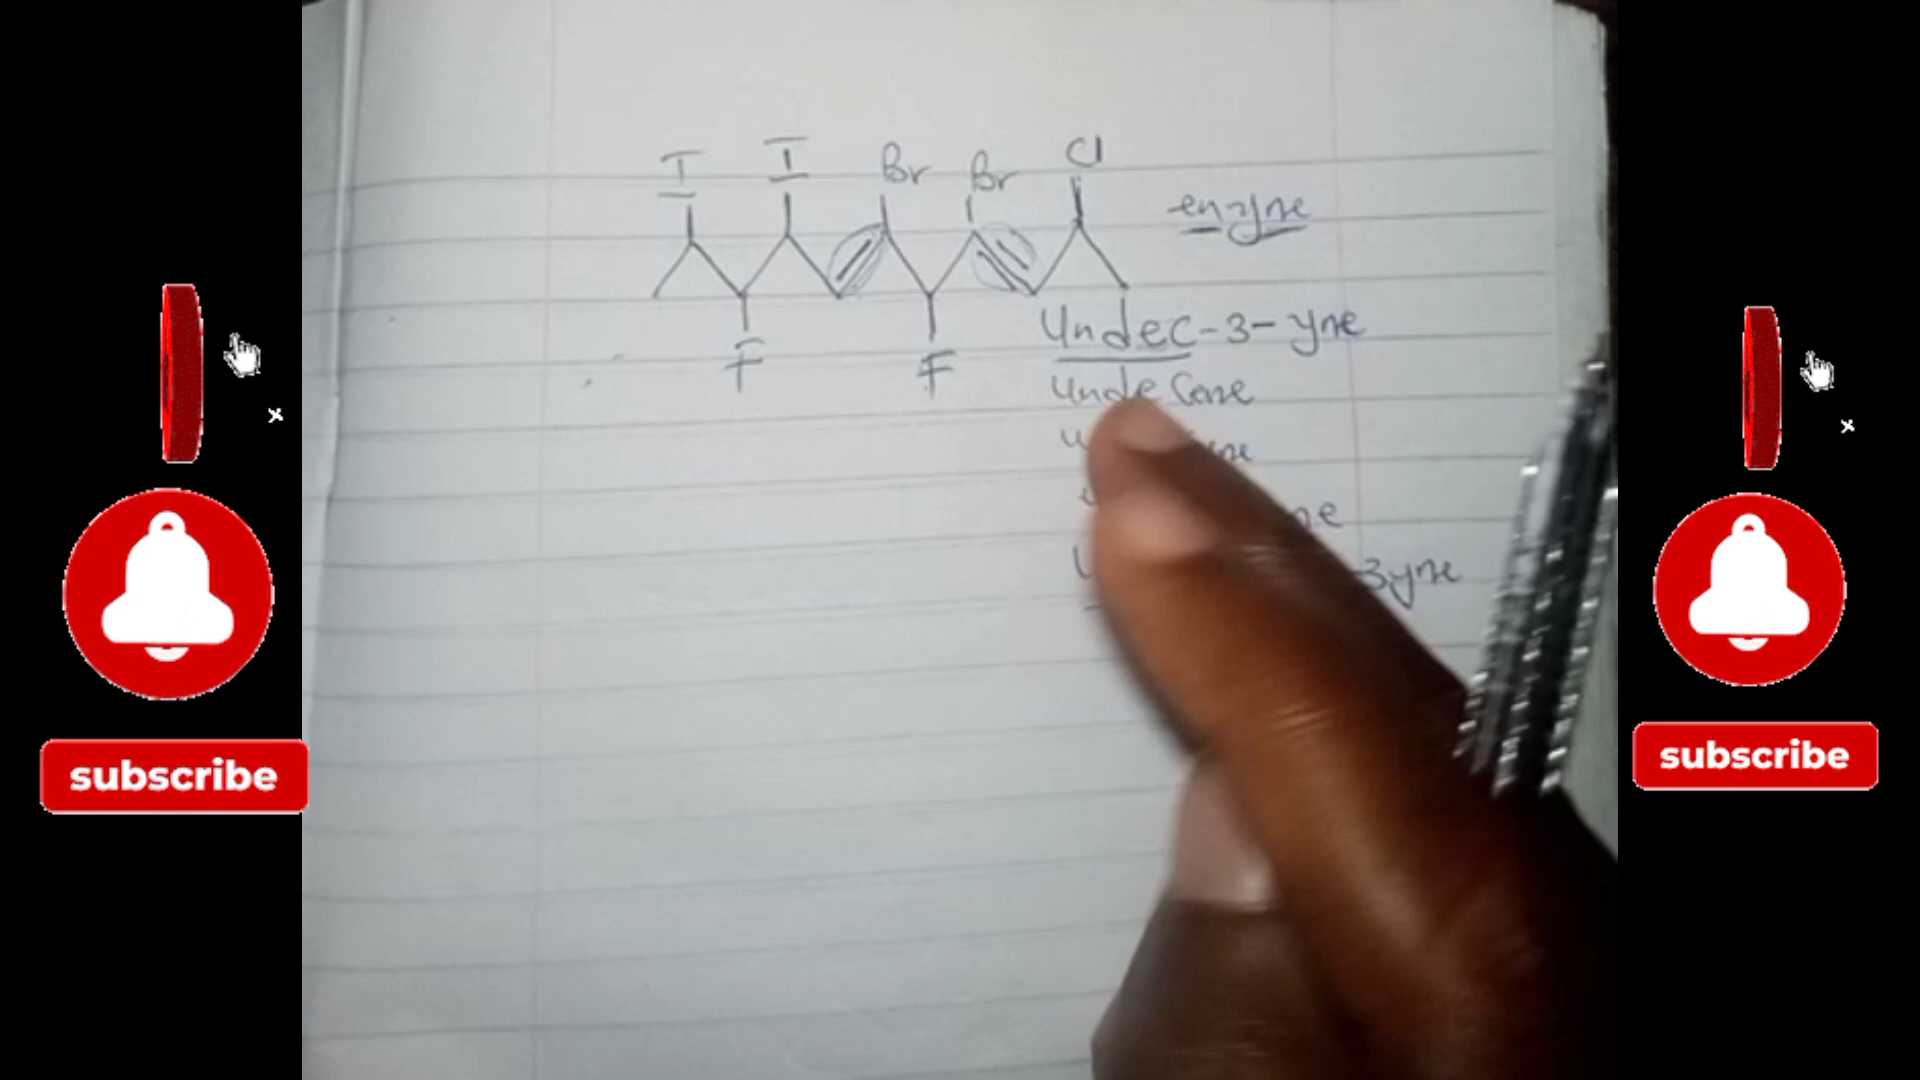 I I Br Br Cl
enyne
F F
Undec-3-yne
undecene
ne
3yne
subscribe
subscribe